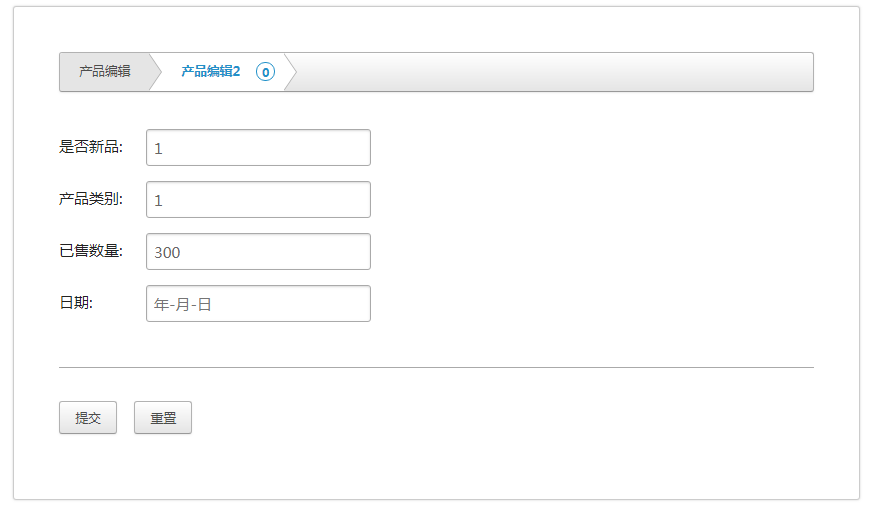 产品编辑 产品编辑2 0
是否新品: 1
产品类别: 1
已售数量: 300
日期: 年-月-日
提交 重置